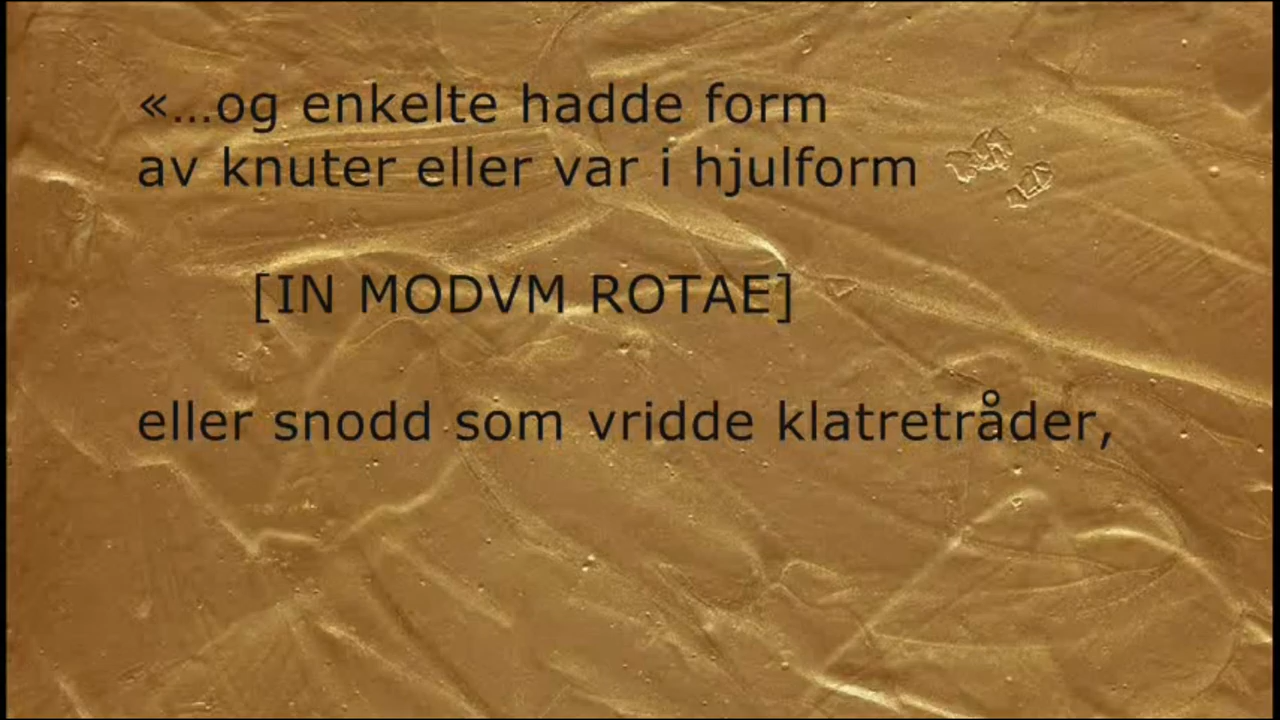 «...og enkelte hadde form
av knuter eller var i hjulform
[IN MODVM ROTAE]
eller snodd som vridde klatretråder,